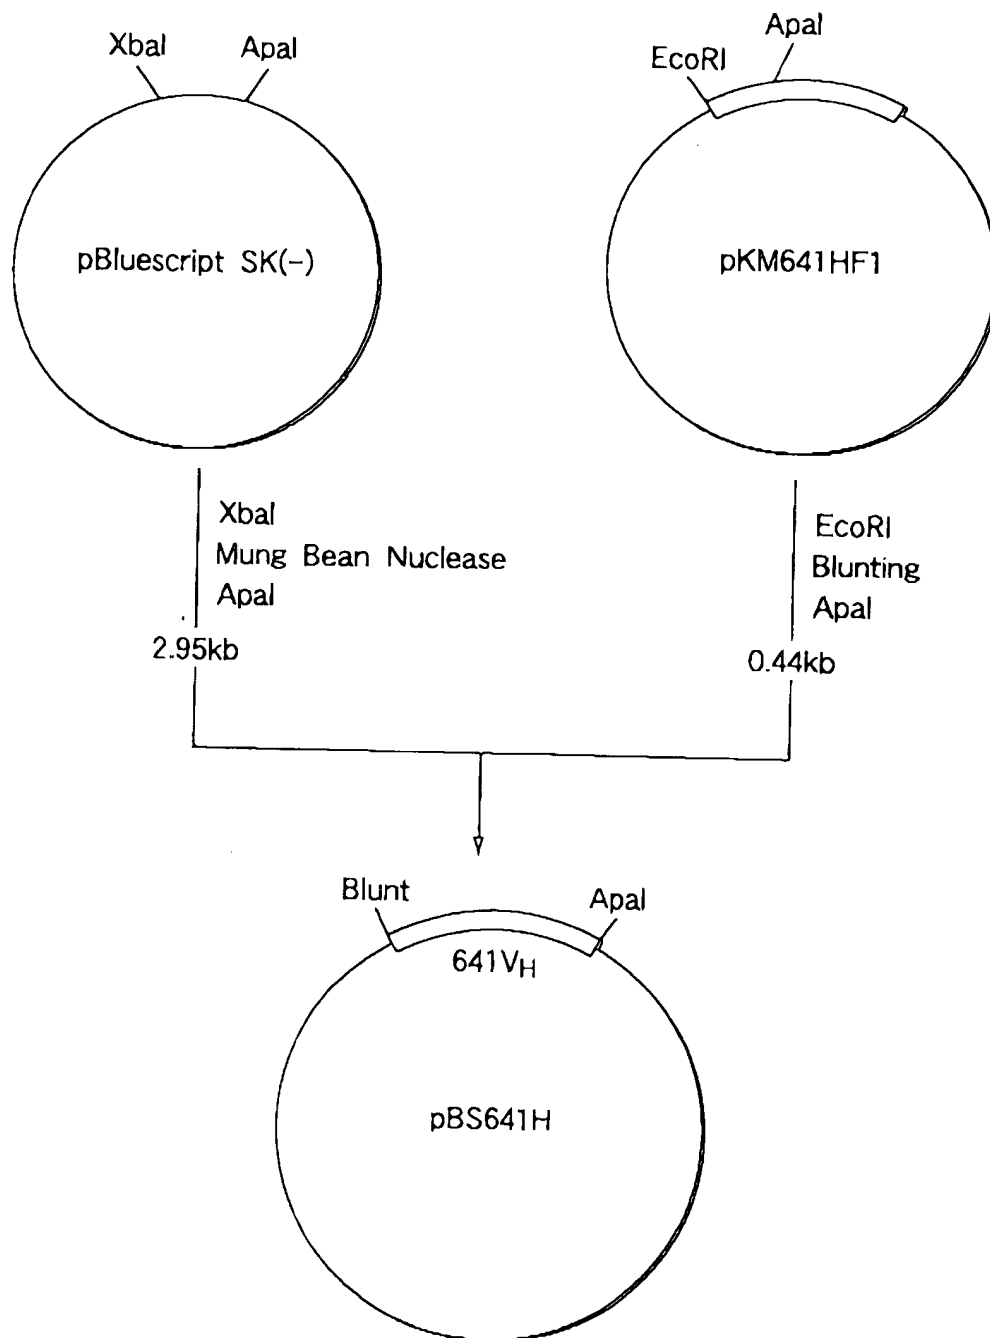 XbaI
ApaI
EcoRI
ApaI
pBluescript SK(-)
pKM641HF1
XbaI
Mung Bean Nuclease
ApaI
2.95kb
EcoRI
Blunting
ApaI
0.44kb
Blunt
ApaI
641VH
pBS641H